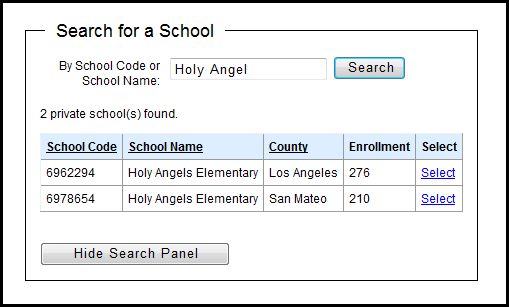 Search for a School
By School Code or
School Name:
Holy Angel
Search
2 private school(s) found.
School Code School Name County Enrollment Select
6962294 Holy Angels Elementary Los Angeles 276 Select
6978654 Holy Angels Elementary San Mateo 210 Select
Hide Search Panel